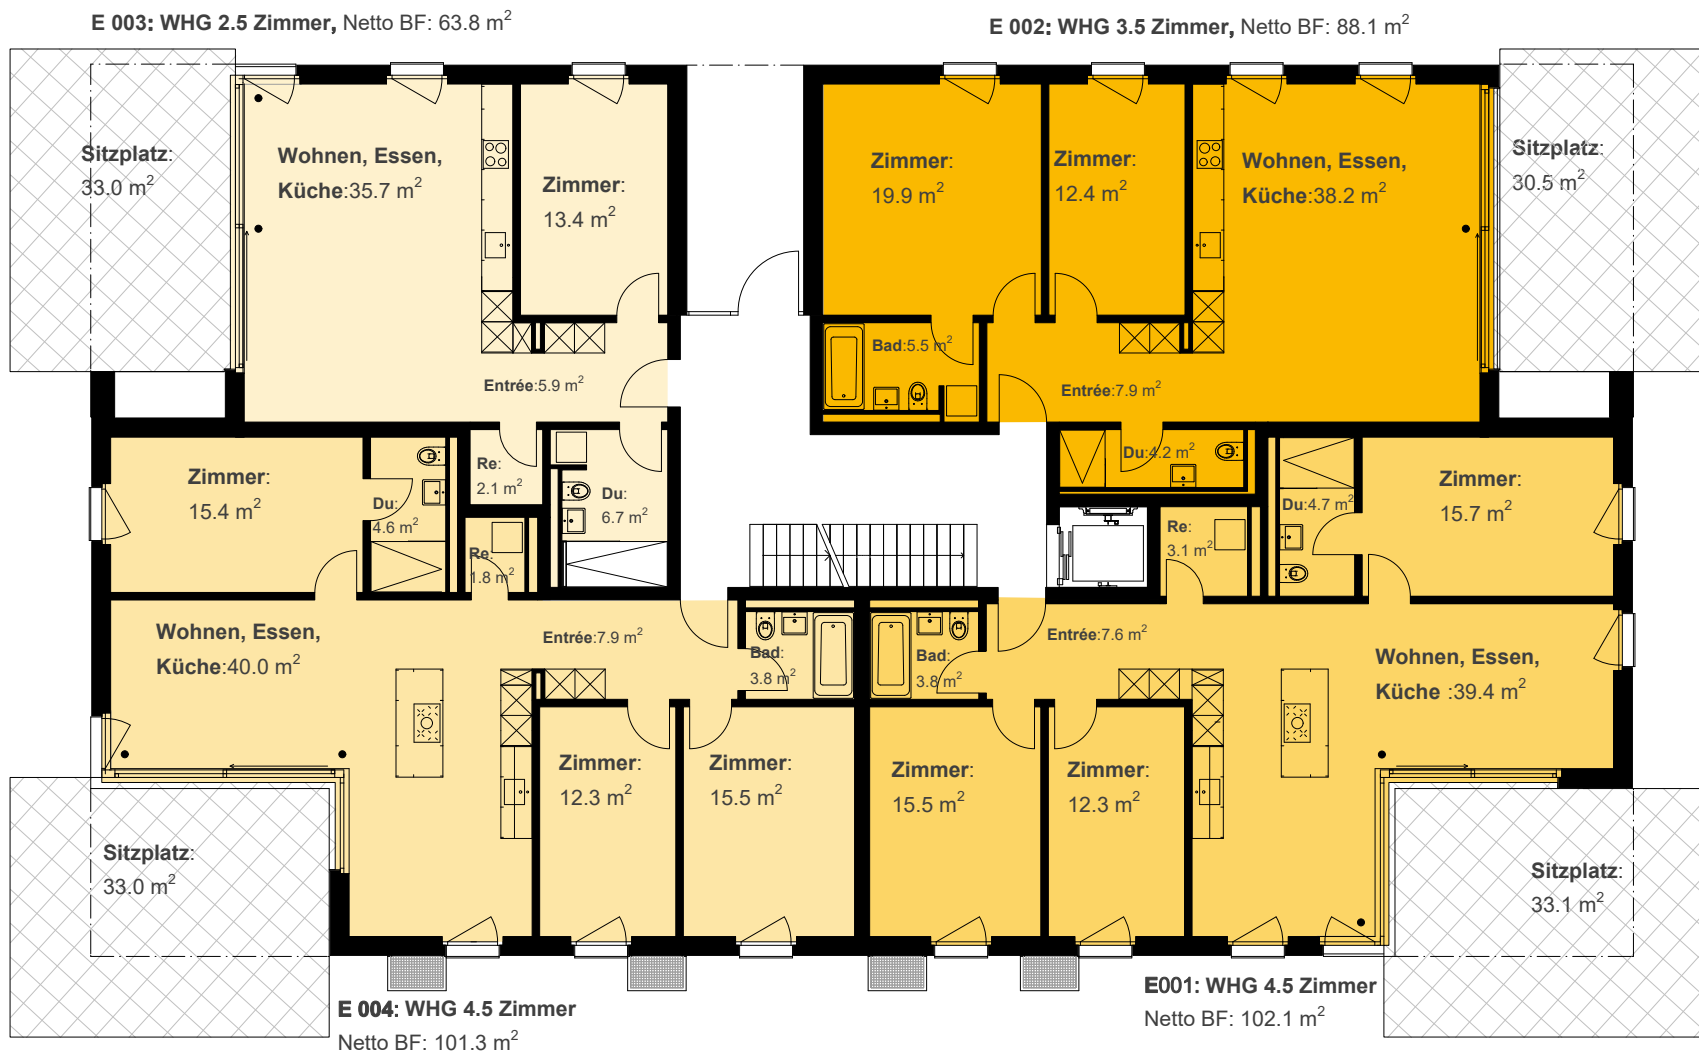 E 003: WHG 2.5 Zimmer, Netto BF: 63.8 m²
E 002: WHG 3.5 Zimmer, Netto BF: 88.1 m²
Sitzplatz:
33.0 m²
Wohnen, Essen,
Küche:35.7 m²
Zimmer:
13.4 m²
Zimmer:
19.9 m²
Zimmer:
12.4 m²
Wohnen, Essen,
Küche:38.2 m²
Sitzplatz:
30.5 m²
Entrée:5.9 m²
Bad:5.5 m²
Entrée:7.9 m²
Zimmer:
15.4 m²
Du:
4.6 m²
Re:
2.1 m²
Du:
6.7 m²
Re:
1.8 m²
Du:4.2 m²
Re:
3.1 m²
Du:4.7 m²
Zimmer:
15.7 m²
Wohnen, Essen,
Küche:40.0 m²
Entrée:7.9 m²
Bad:
3.8 m²
Bad:
3.8 m²
Entrée:7.6 m²
Wohnen, Essen,
Küche :39.4 m²
Zimmer:
12.3 m²
Zimmer:
15.5 m²
Zimmer:
15.5 m²
Zimmer:
12.3 m²
Sitzplatz:
33.0 m²
Sitzplatz:
33.1 m²
E 004: WHG 4.5 Zimmer
Netto BF: 101.3 m²
E001: WHG 4.5 Zimmer
Netto BF: 102.1 m²